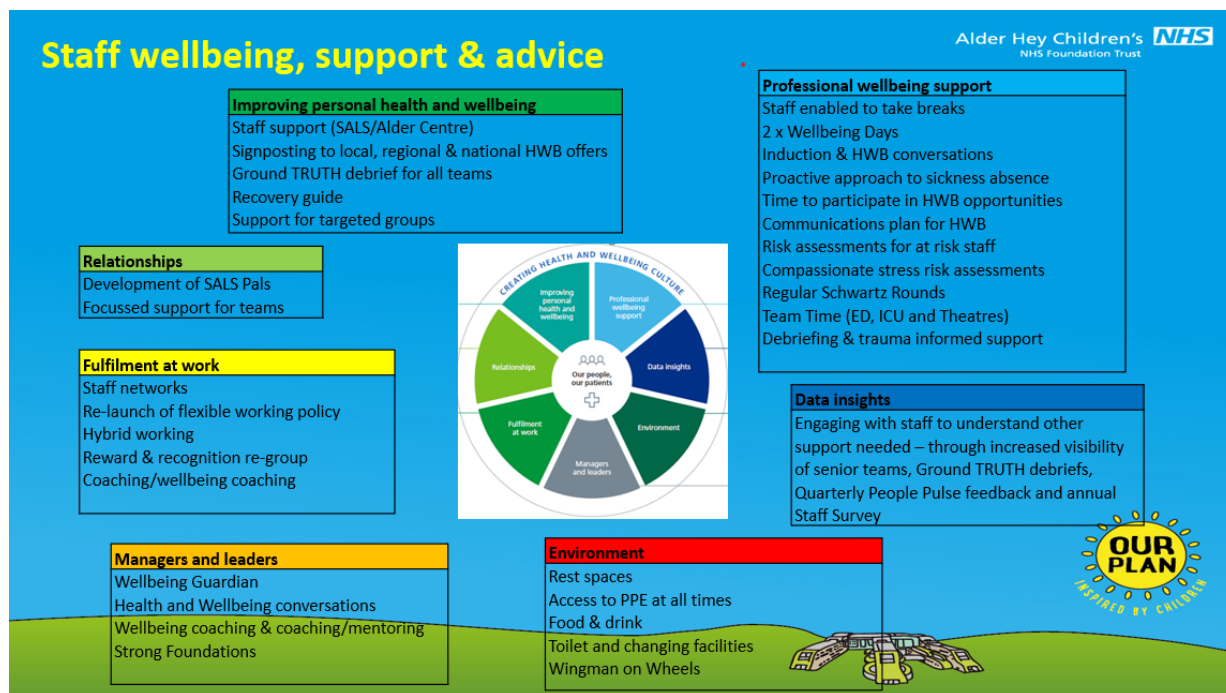 Staff wellbeing, support & advice
Alder Hey Children's NHS
NHS Foundation Trust
Improving personal health and wellbeing
Staff support (SALS/Alder Centre)
Signposting to local, regional & national HWB offers
Ground TRUTH debrief for all teams
Recovery guide
Support for targeted groups
Professional wellbeing support
Staff enabled to take breaks
2 x Wellbeing Days
Induction & HWB conversations
Proactive approach to sickness absence
Time to participate in HWB opportunities
Communications plan for HWB
Risk assessments for at risk staff
Compassionate stress risk assessments
Regular Schwartz Rounds
Team Time (ED, ICU and Theatres)
Debriefing & trauma informed support
Relationships
Development of SALS Pals
Focussed support for teams
CREATING HEALTH AND WELLBEING CULTURE
Improving
personal
health and
wellbeing
Professional
wellbeing
support
Relationships
Data insights
Our people,
our patients
Fulfilment
at work
Environment
Managers
and leaders
Fulfilment at work
Staff networks
Re-launch of flexible working policy
Hybrid working
Reward & recognition re-group
Coaching/wellbeing coaching
Data insights
Engaging with staff to understand other
support needed – through increased visibility
of senior teams, Ground TRUTH debriefs,
Quarterly People Pulse feedback and annual
Staff Survey
Managers and leaders
Wellbeing Guardian
Health and Wellbeing conversations
Wellbeing coaching & coaching/mentoring
Strong Foundations
Environment
Rest spaces
Access to PPE at all times
Food & drink
Toilet and changing facilities
Wingman on Wheels
OUR
PLAN
INSPIRED BY CHILDREN